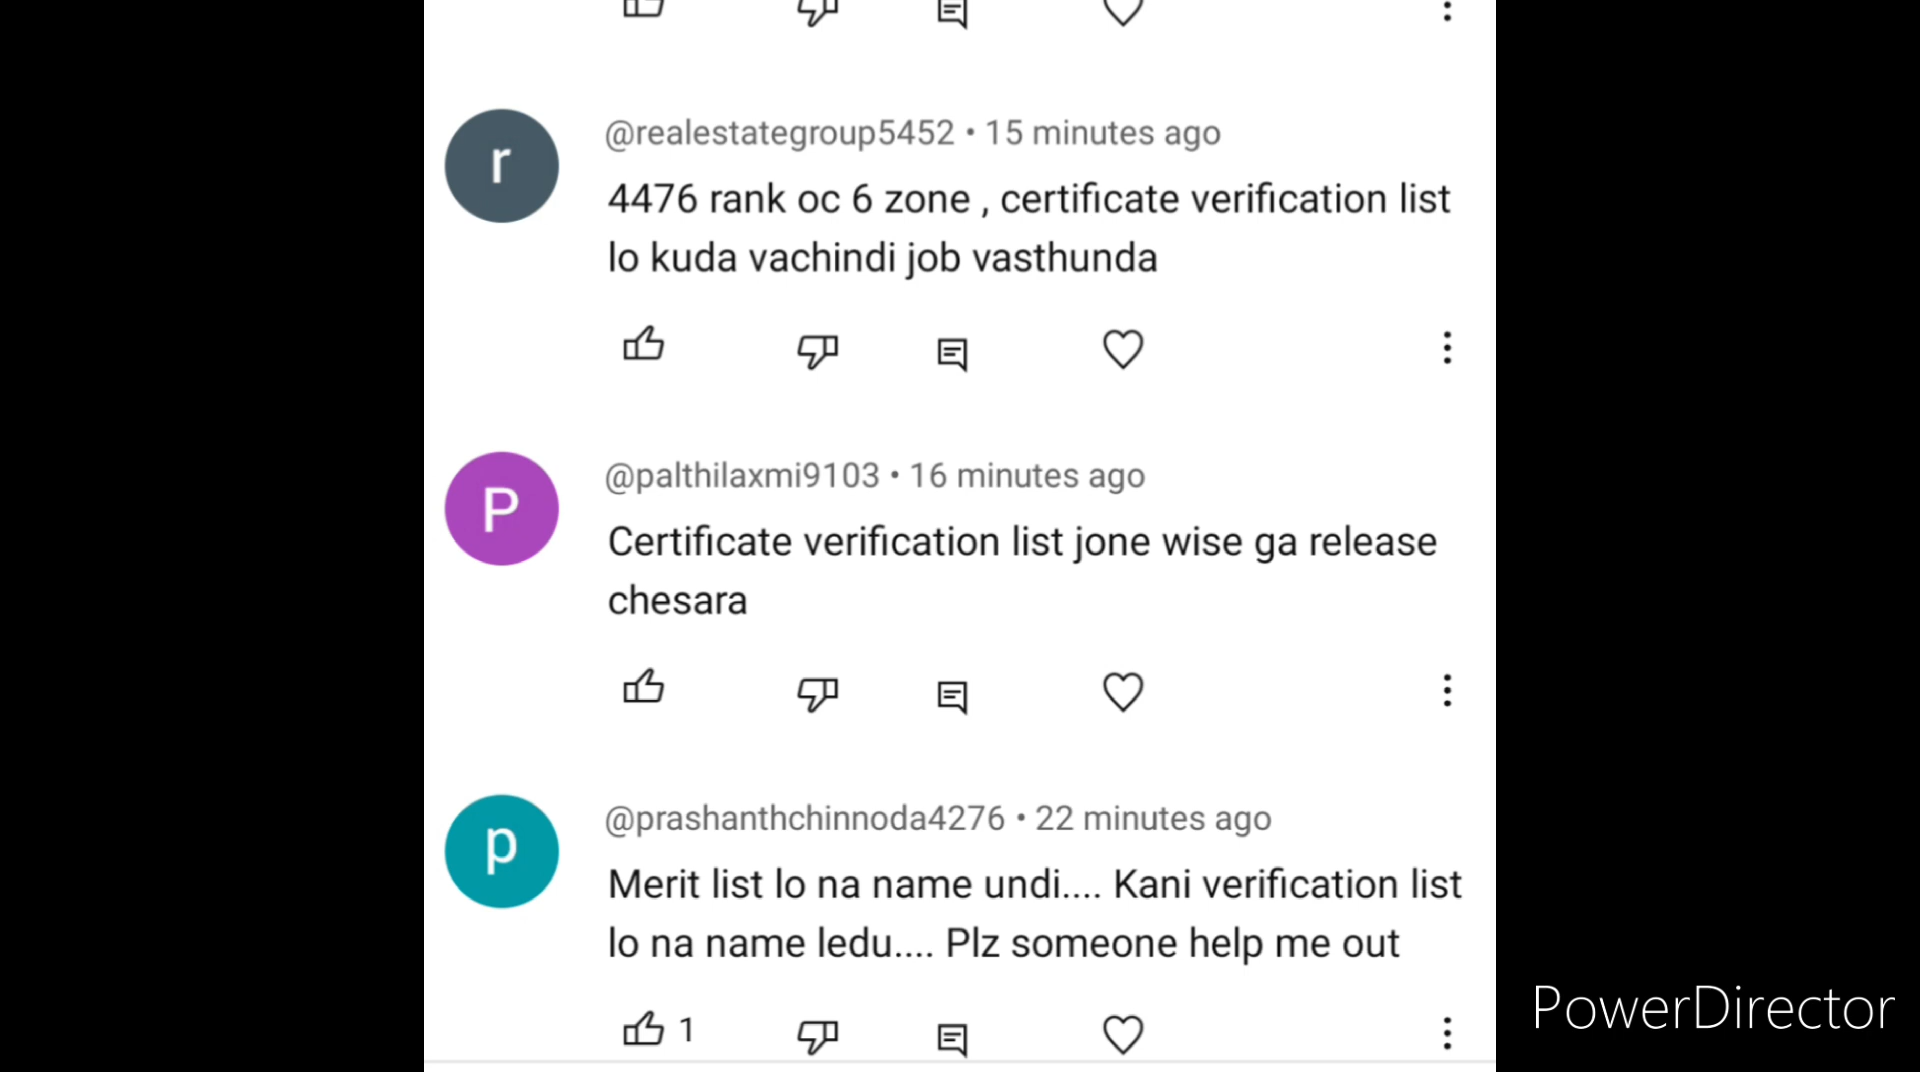 r
@realestategroup5452 • 15 minutes ago
4476 rank oc 6 zone , certificate verification list
lo kuda vachindi job vasthunda
P
@palthilaxmi9103 • 16 minutes ago
Certificate verification list jone wise ga release
chesara
p
@prashanthchinnoda4276 • 22 minutes ago
Merit list lo na name undi.... Kani verification list
lo na name ledu.... Plz someone help me out
1
PowerDirector